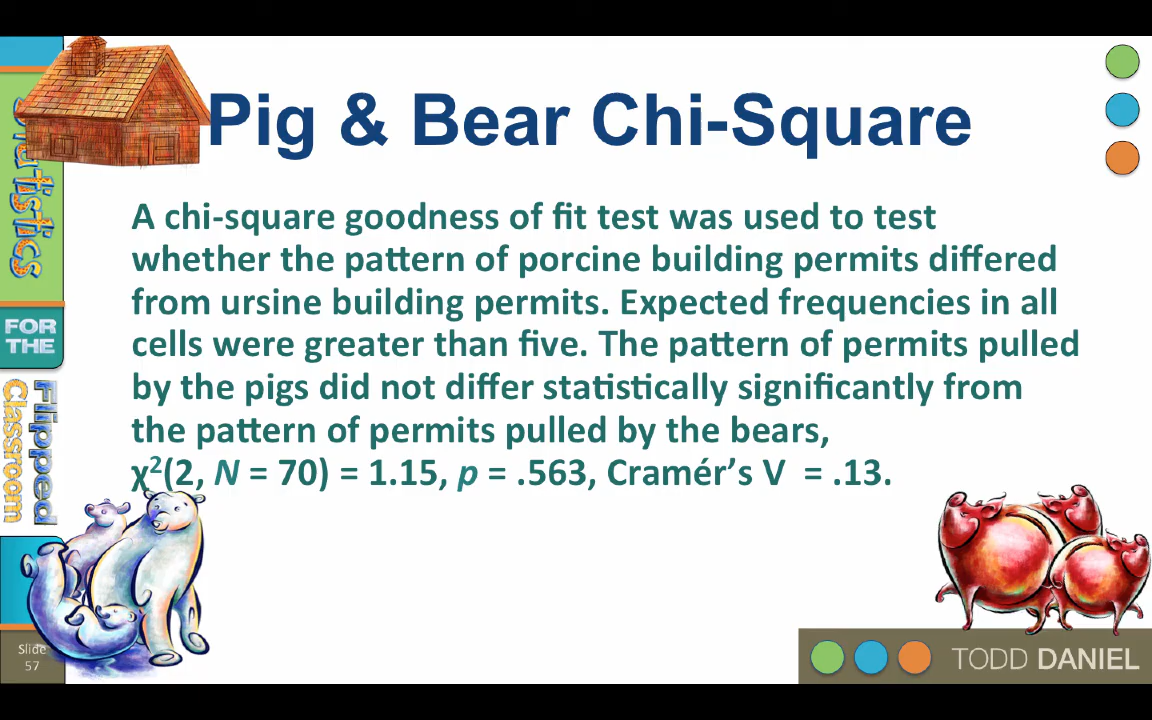 Pig & Bear Chi-Square
A chi-square goodness of fit test was used to test
whether the pattern of porcine building permits differed
from ursine building permits. Expected frequencies in all
cells were greater than five. The pattern of permits pulled
by the pigs did not differ statistically significantly from
the pattern of permits pulled by the bears,
χ²(2, N = 70) = 1.15, p = .563, Cramér’s V = .13.
FOR
THE
Flipped
Classroom
Slide
57
TODD DANIEL